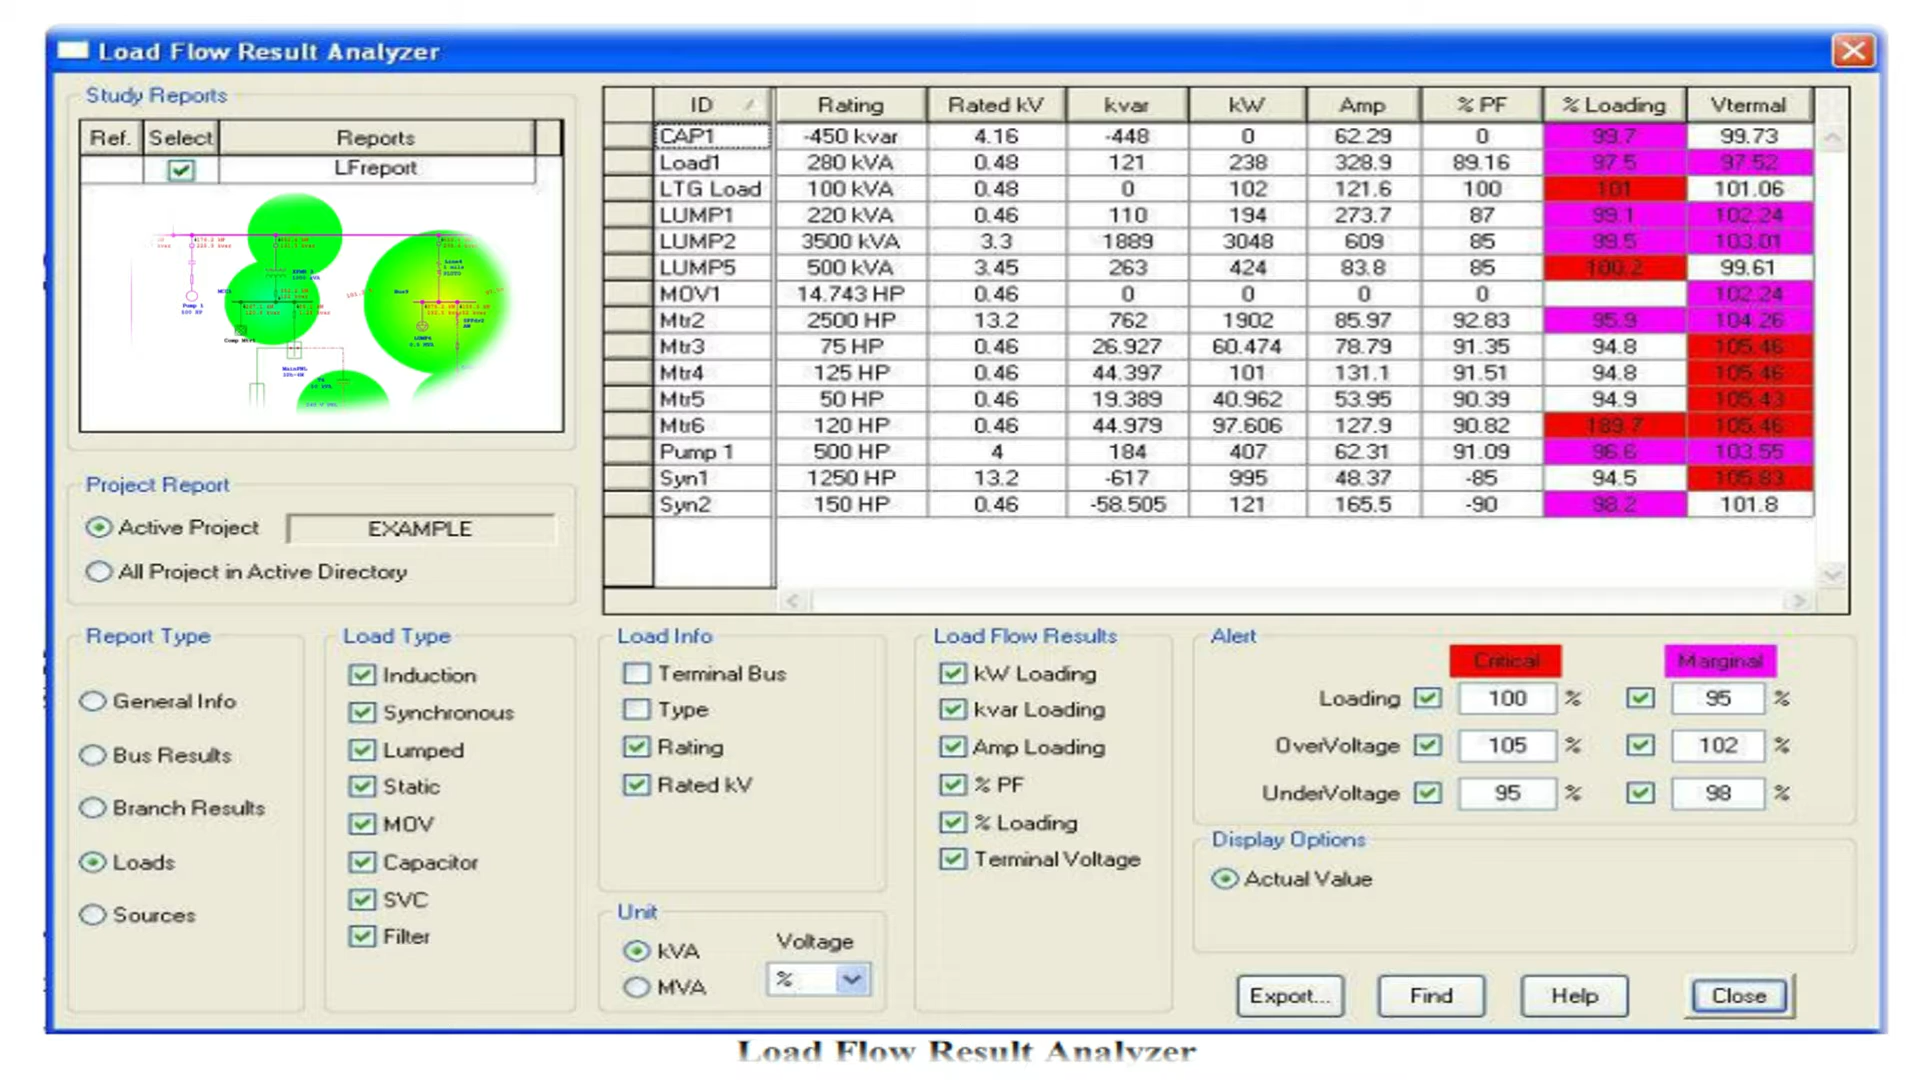 Load Flow Result Analyzer
Study Reports
Ref. Select Reports
LFreport
ID Rating Rated kV kvar kW Amp % PF % Loading Vtermal
CAP1 -450 kvar 4.16 -448 0 62.29 0 99.7 99.73
Load1 280 kVA 0.48 121 238 328.9 89.16 97.5 97.52
LTG Load 100 kVA 0.48 0 102 121.6 100 101 101.06
LUMP1 220 kVA 0.46 110 194 273.7 87 99.1 102.24
LUMP2 3500 kVA 3.3 1889 3048 609 85 99.5 103.01
LUMP5 500 kVA 3.45 263 424 83.8 85 100.2 99.61
MOV1 14.743 HP 0.46 0 0 0 0 102.24
Mtr2 2500 HP 13.2 762 1902 85.97 92.83 95.9 104.26
Mtr3 75 HP 0.46 26.927 60.474 78.79 91.35 94.8 105.46
Mtr4 125 HP 0.46 44.397 101 131.1 91.51 94.8 105.46
Mtr5 50 HP 0.46 19.389 40.962 53.95 90.39 94.9 105.43
Mtr6 120 HP 0.46 44.979 97.606 127.9 90.82 189.7 105.46
Pump 1 500 HP 4 184 407 62.31 91.09 96.6 103.55
Syn1 1250 HP 13.2 -617 995 48.37 -85 94.5 105.83
Syn2 150 HP 0.46 -58.505 121 165.5 -90 98.2 101.8
Project Report
Active Project EXAMPLE
All Project in Active Directory
Report Type
General Info
Bus Results
Branch Results
Loads
Sources
Load Type
Induction
Synchronous
Lumped
Static
MOV
Capacitor
SVC
Filter
Load Info
Terminal Bus
Type
Rating
Rated kV
Unit
kVA
MVA
Voltage
%
Load Flow Results
kW Loading
kvar Loading
Amp Loading
% PF
% Loading
Terminal Voltage
Alert
Critical Marginal
Loading 100 % 95 %
OverVoltage 105 % 102 %
UnderVoltage 95 % 98 %
Display Options
Actual Value
Export... Find Help Close
Load Flow Result Analyzer